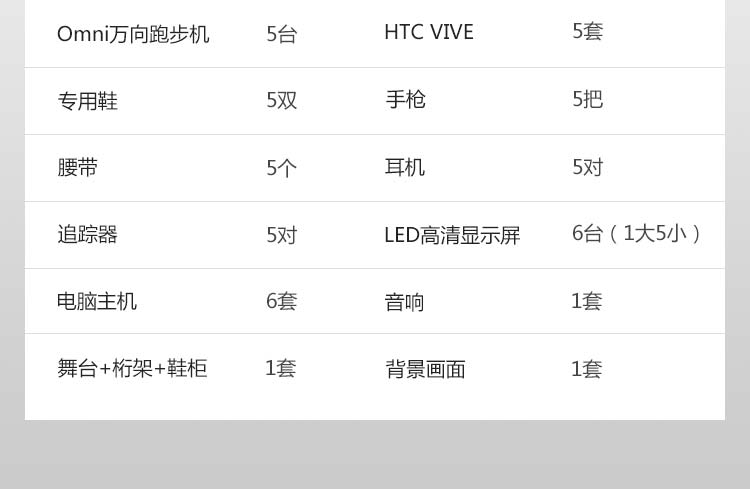 Omni万向跑步机 5台 HTC VIVE 5套
专用鞋 5双 手枪 5把
腰带 5个 耳机 5对
追踪器 5对 LED高清显示屏 6台（1大5小）
电脑主机 6套 音响 1套
舞台+桁架+鞋柜 1套 背景画面 1套